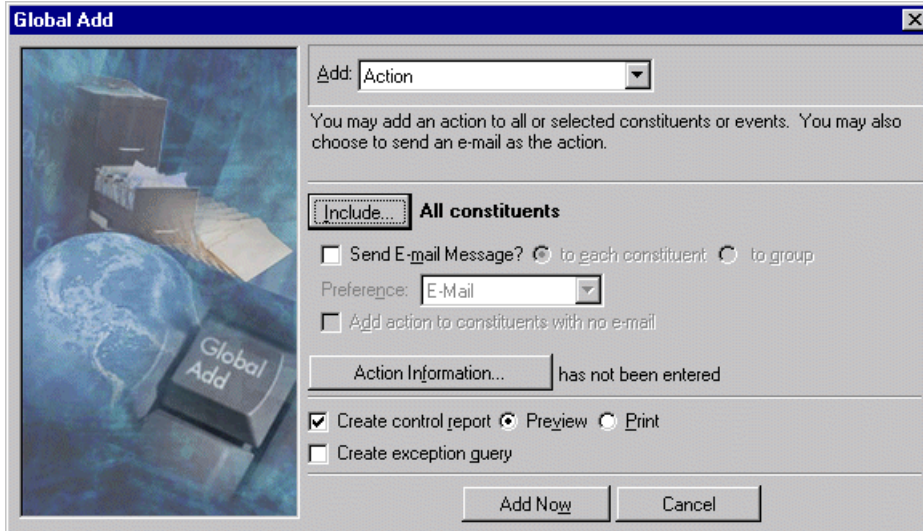 Global Add
Add: Action
You may add an action to all or selected constituents or events. You may also
choose to send an e-mail as the action.
Include... All constituents
Send E-mail Message? to each constituent to group
Preference: E-Mail
Add action to constituents with no e-mail
Global
Add
Action Information... has not been entered
Create control report Preview Print
Create exception query
Add Now Cancel